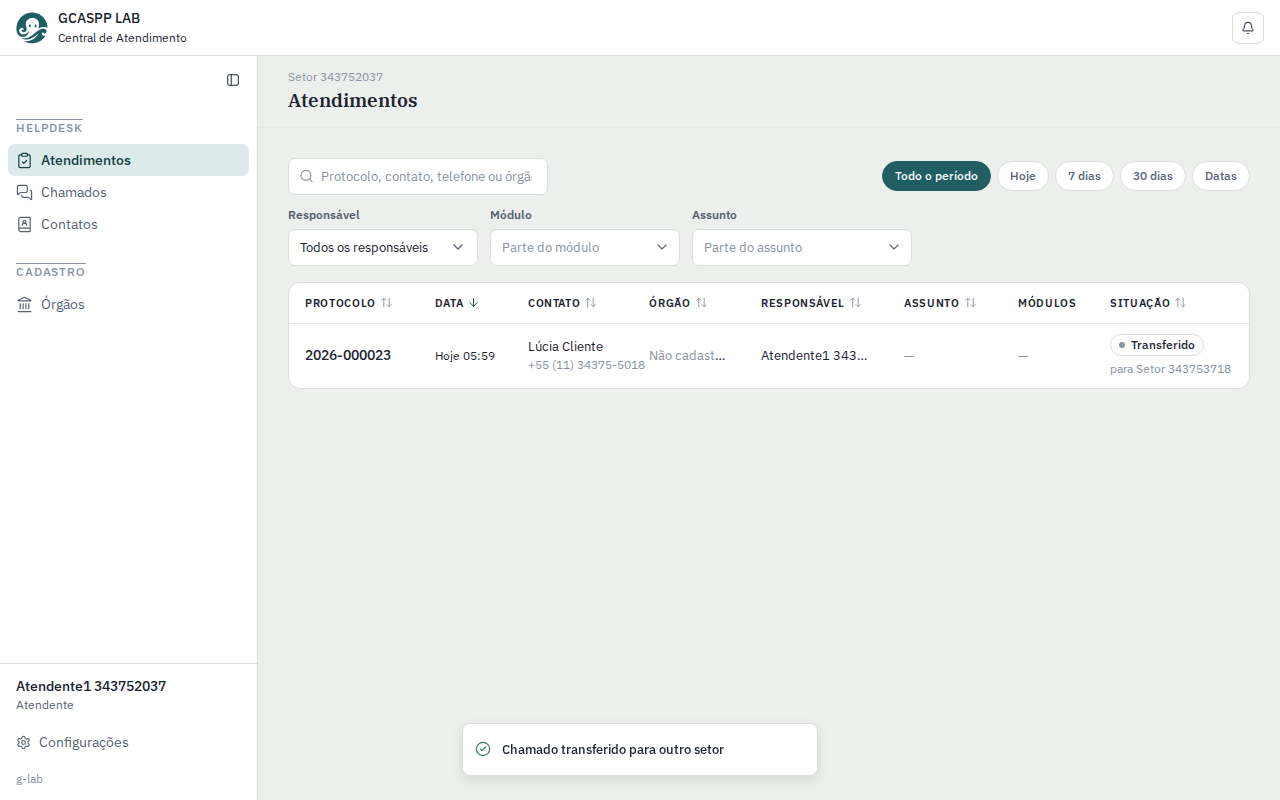 GCASPP LAB
Central de Atendimento
HELPDESK
Atendimentos
Chamados
Contatos
CADASTRO
Órgãos
Atendente1 343752037
Atendente
Configurações
g-lab
Setor 343752037
Atendimentos
Protocolo, contato, telefone ou órgã
Todo o período Hoje 7 dias 30 dias Datas
Responsável Módulo Assunto
Todos os responsáveis Parte do módulo Parte do assunto
PROTOCOLO DATA CONTATO ÓRGÃO RESPONSÁVEL ASSUNTO MÓDULOS SITUAÇÃO
2026-000023 Hoje 05:59 Lúcia Cliente Não cadast... Atendente1 343... — — Transferido
+55 (11) 34375-5018 para Setor 343753718
Chamado transferido para outro setor